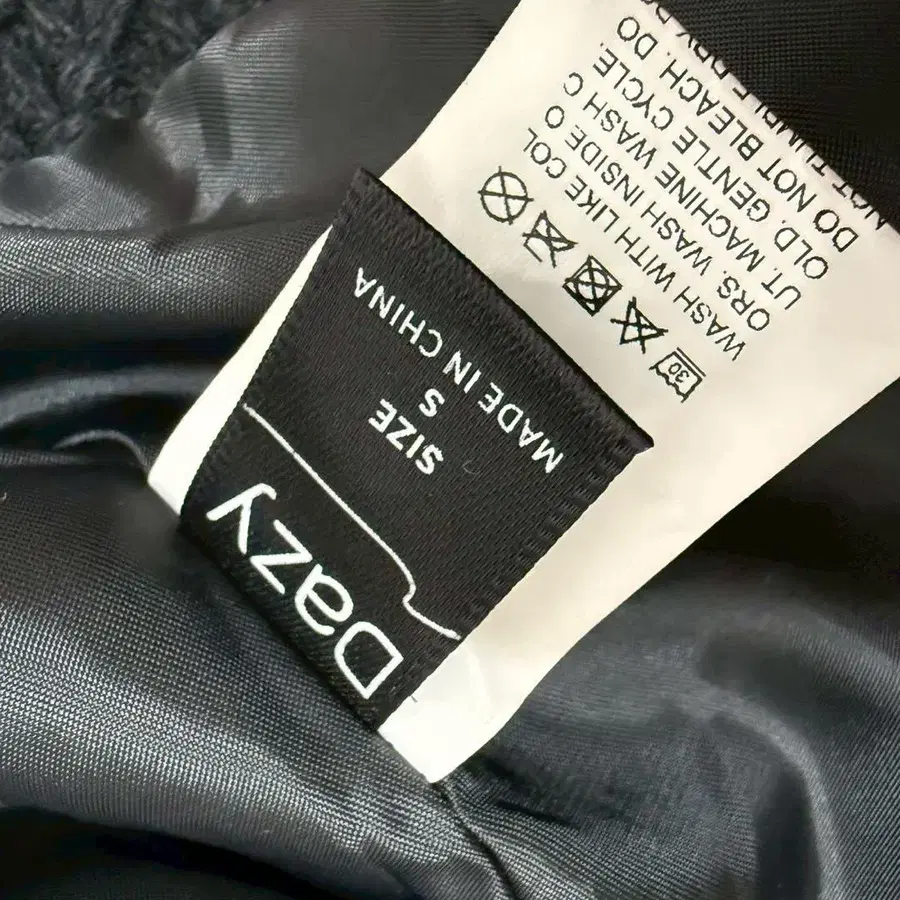 Dazy
SIZE
S
MADE IN CHINA
30
WASH WITH LIKE COL
ORS. WASH INSIDE O
UT. MACHINE WASH C
OLD. GENTLE CYCLE.
DO NOT BLEACH. DO
NOT TUMBLE DRY.